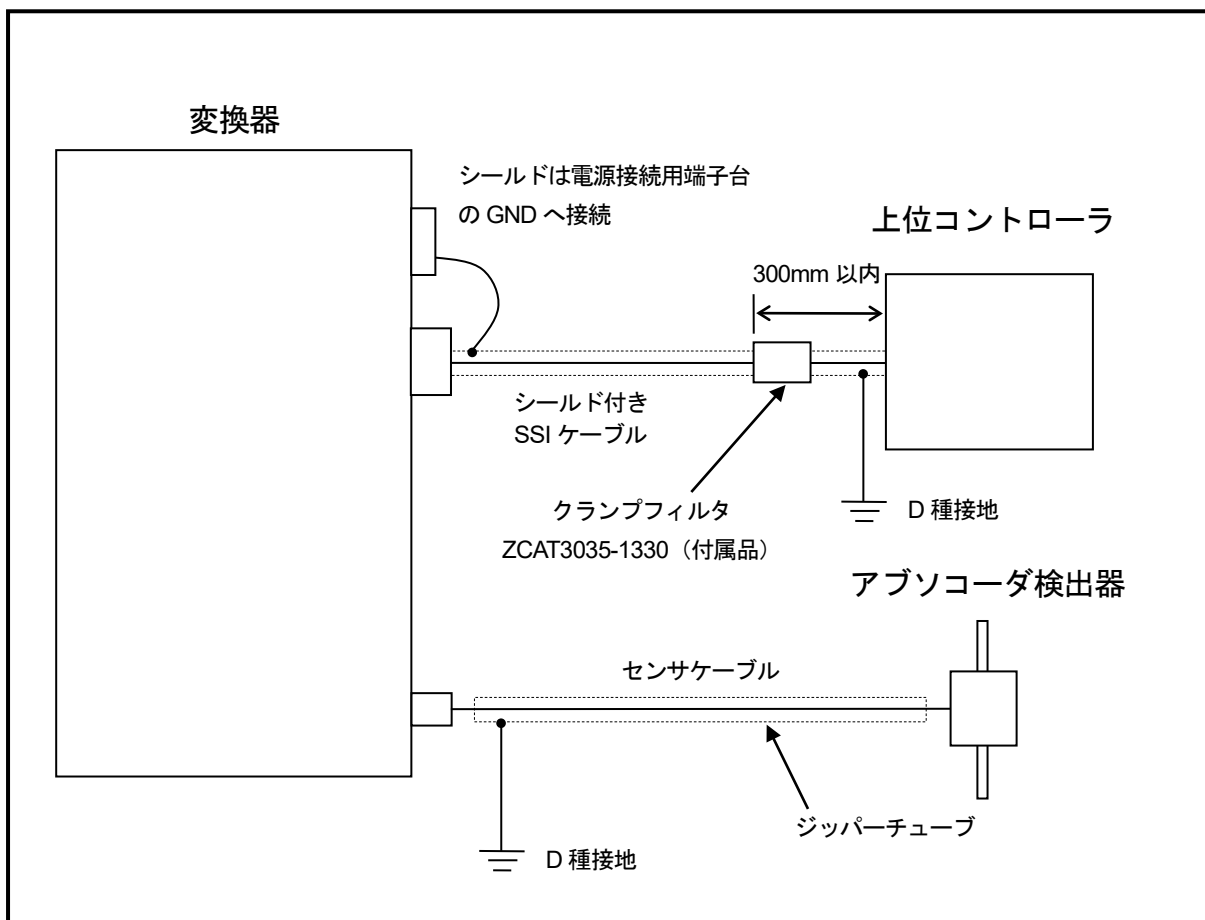 変換器
シールドは電源接続用端子台
の GND へ接続
上位コントローラ
300mm 以内
シールド付き
SSI ケーブル
クランプフィルタ
ZCAT3035-1330（付属品）
D 種接地
アブソコーダ検出器
センサケーブル
ジッパーチューブ
D 種接地